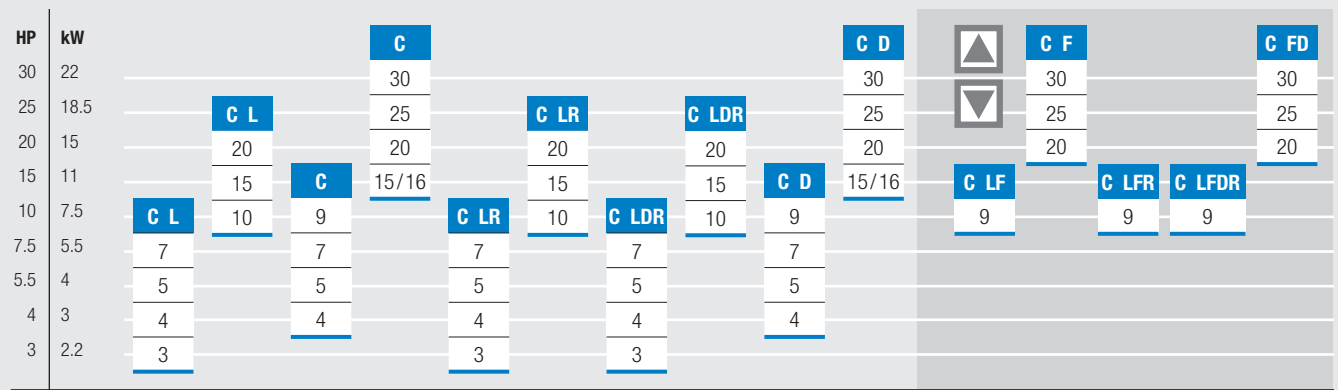 HP kW C C D C F C FD
30 22 30 30 30 30
25 18.5 C L 25 C LR C LDR 25 25 25
20 15 20 20 20 20 20 20 20
15 11 15 C 15/16 15 15 C D 15/16 C LF C LFR C LFDR
10 7.5 C L 10 9 C LR 10 C LDR 10 9 9 9 9
7.5 5.5 7 7 7 7 7
5.5 4 5 5 5 5 5
4 3 4 4 4 4 4
3 2.2 3 3 3